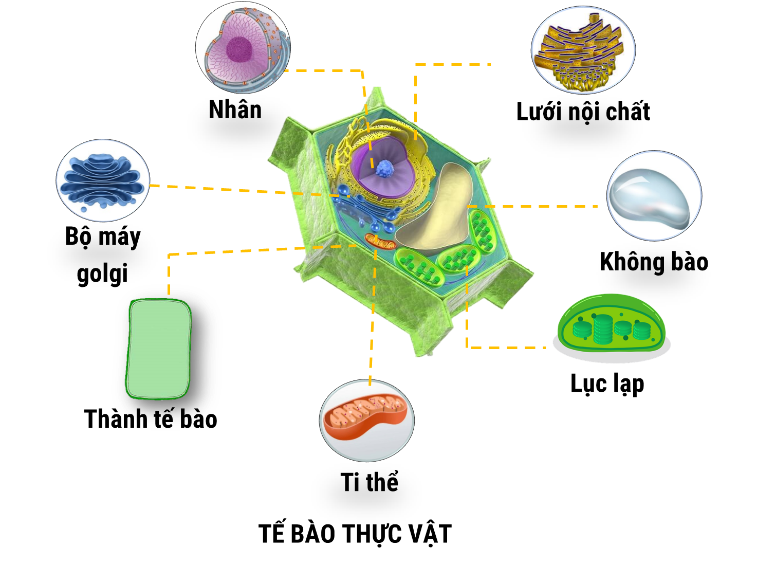 Nhân
Lưới nội chất
Bộ máy
golgi
Không bào
Thành tế bào
Lục lạp
Ti thể
TẾ BÀO THỰC VẬT